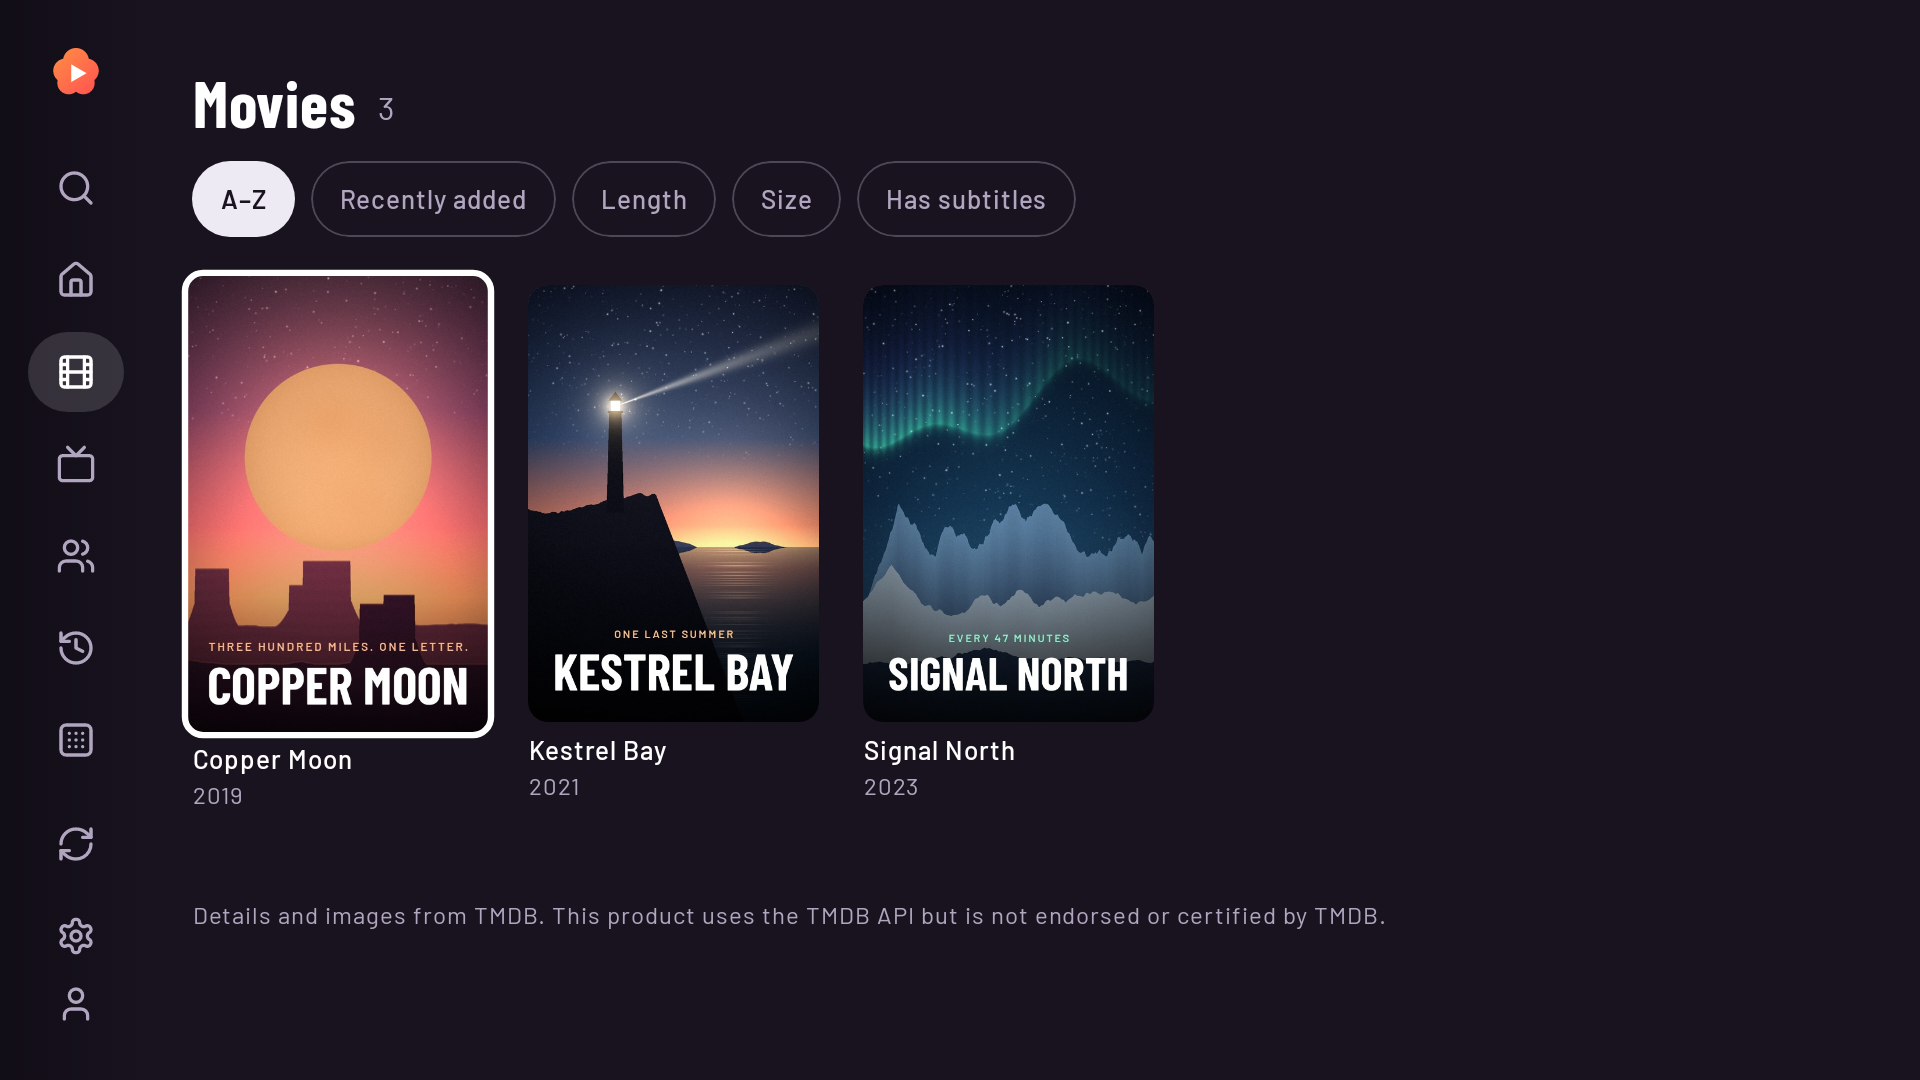 Movies 3
A-Z Recently added Length Size Has subtitles
THREE HUNDRED MILES. ONE LETTER.
COPPER MOON
ONE LAST SUMMER
KESTREL BAY
EVERY 47 MINUTES
SIGNAL NORTH
Copper Moon
2019
Kestrel Bay
2021
Signal North
2023
Details and images from TMDB. This product uses the TMDB API but is not endorsed or certified by TMDB.